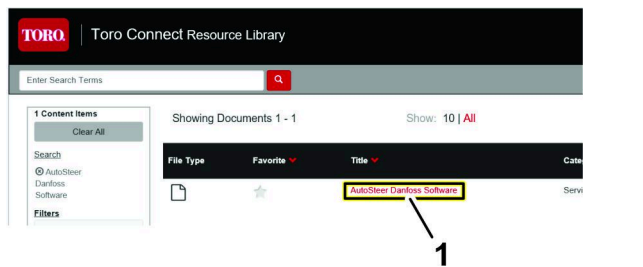 TORO. Toro Connect Resource Library
Enter Search Terms
1 Content Items
Clear All
Search
AutoSteer
Danfoss
Software
Filters
Showing Documents 1 - 1
Show: 10 | All
File Type Favorite Title
AutoSteer Danfoss Software
1